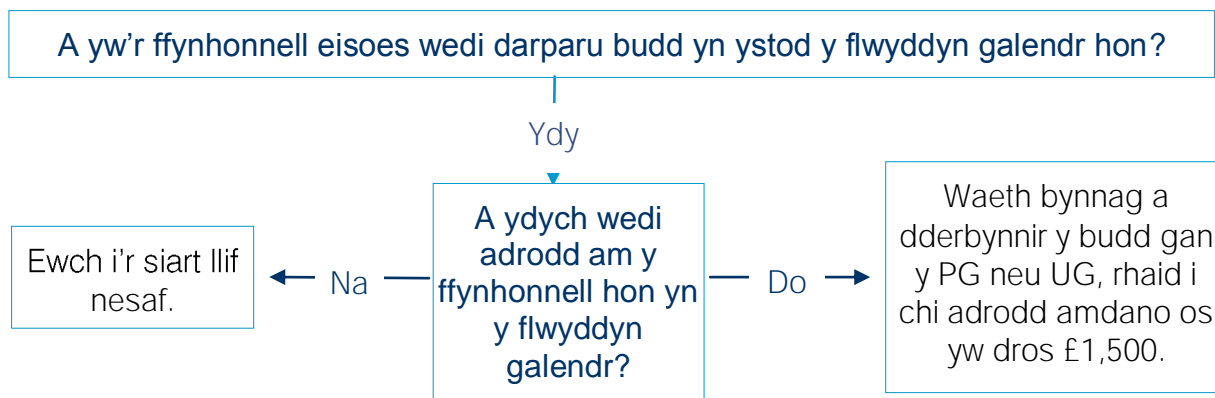 A yw'r ffynhonnell eisoes wedi darparu budd yn ystod y flwyddyn galendr hon?
Ydy
A ydych wedi
adrodd am y
ffynhonnell hon yn
y flwyddyn
galendr?
Na
Ewch i'r siart llif
nesaf.
Do
Waeth bynnag a
dderbynnir y budd gan
y PG neu UG, rhaid i
chi adrodd amdano os
yw dros £1,500.